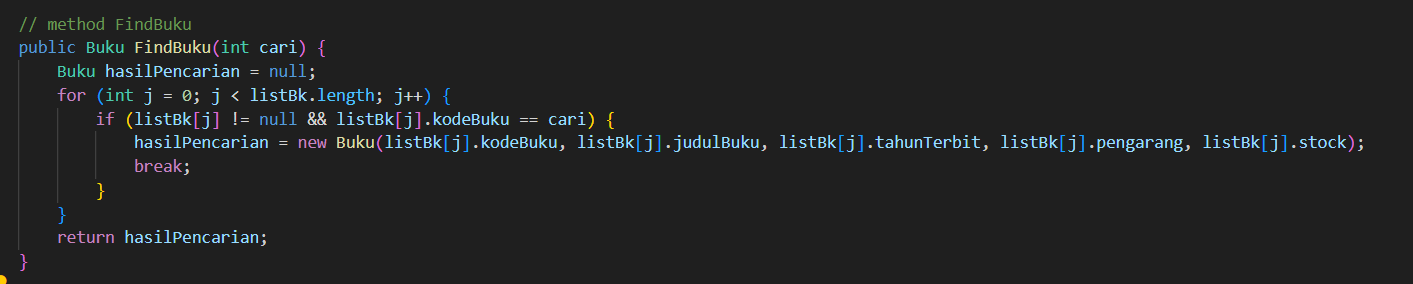 // method FindBuku
public Buku FindBuku(int cari) {
Buku hasilPencarian = null;
for (int j = 0; j < listBk.length; j++) {
if (listBk[j] != null && listBk[j].kodeBuku == cari) {
hasilPencarian = new Buku(listBk[j].kodeBuku, listBk[j].judulBuku, listBk[j].tahunTerbit, listBk[j].pengarang, listBk[j].stock);
break;
}
}
return hasilPencarian;
}